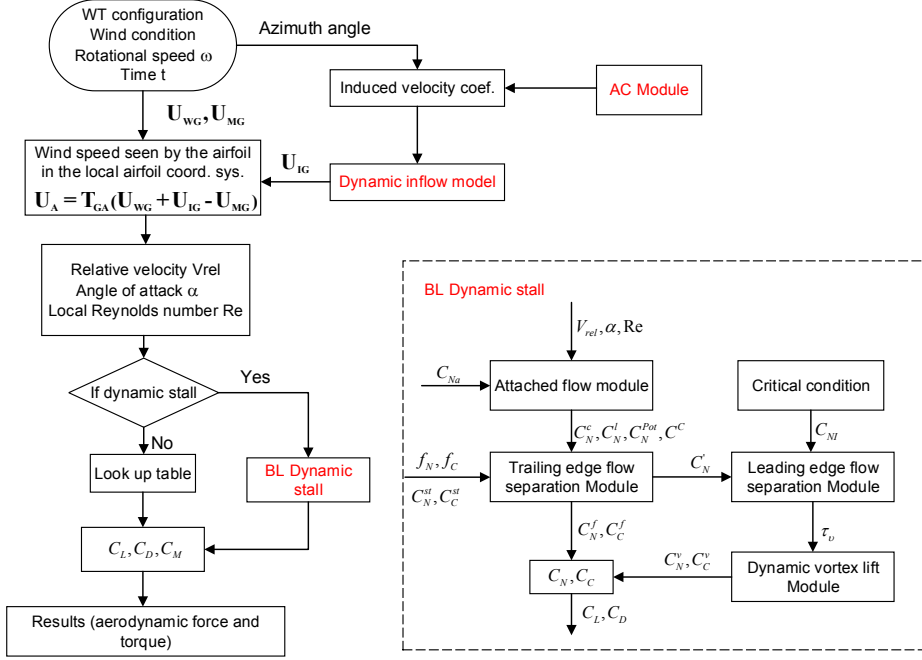 WT configuration
Wind condition
Rotational speed ω
Time t
Azimuth angle
Induced velocity coef.
AC Module
U_WG, U_MG
Wind speed seen by the airfoil
in the local airfoil coord. sys.
U_A = T_GA(U_WG + U_IG - U_MG)
U_IG
Dynamic inflow model
Relative velocity Vrel
Angle of attack α
Local Reynolds number Re
If dynamic stall
Yes
No
Look up table
BL Dynamic
stall
C_L, C_D, C_M
Results (aerodynamic force and
torque)
BL Dynamic stall
V_rel, α, Re
C_Na
Attached flow module
Critical condition
C_N^c, C_N^I, C_N^Pot, C^C
C_NI
f_N, f_C
C_N^st, C_C^st
Trailing edge flow
separation Module
C_N^'
Leading edge flow
separation Module
C_N^f, C_C^f
τ_υ
C_N, C_C
C_N^v, C_C^v
Dynamic vortex lift
Module
C_L, C_D